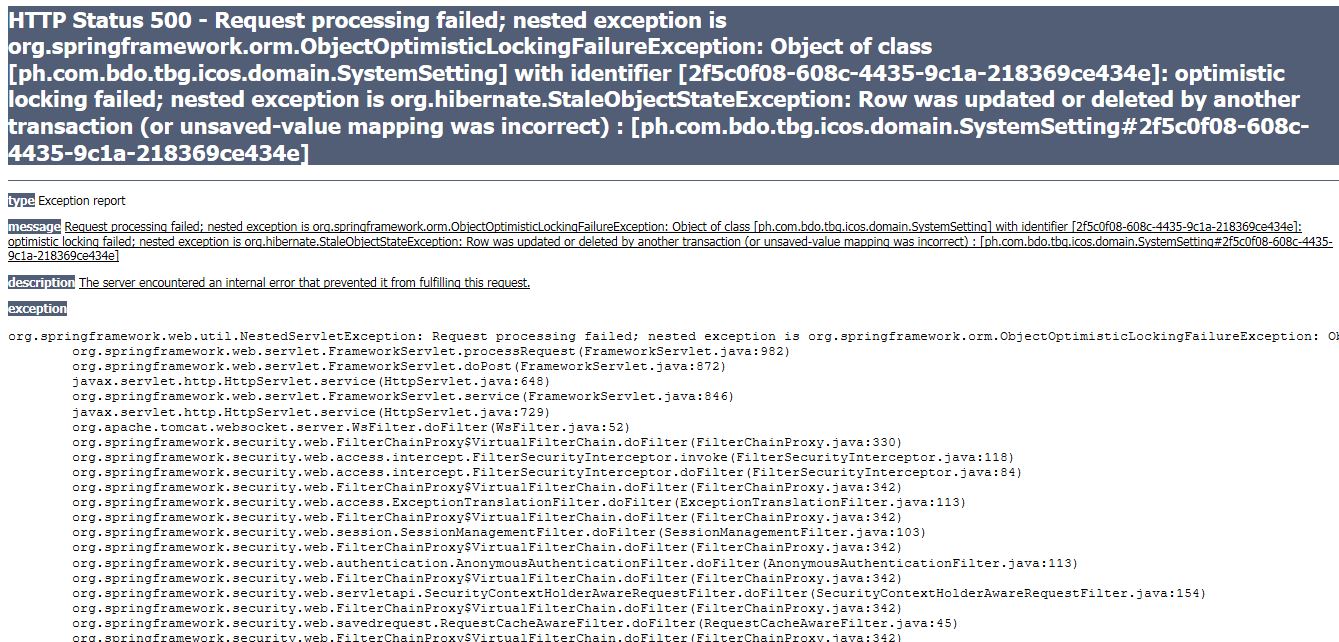 HTTP Status 500 - Request processing failed; nested exception is
org.springframework.orm.ObjectOptimisticLockingFailureException: Object of class
[ph.com.bdo.tbg.icos.domain.SystemSetting] with identifier [2f5c0f08-608c-4435-9c1a-218369ce434e]: optimistic
locking failed; nested exception is org.hibernate.StaleObjectStateException: Row was updated or deleted by another
transaction (or unsaved-value mapping was incorrect) : [ph.com.bdo.tbg.icos.domain.SystemSetting#2f5c0f08-608c-
4435-9c1a-218369ce434e]
type Exception report
message Request processing failed; nested exception is org.springframework.orm.ObjectOptimisticLockingFailureException: Object of class [ph.com.bdo.tbg.icos.domain.SystemSetting] with identifier [2f5c0f08-608c-4435-9c1a-218369ce434e]:
optimistic locking failed; nested exception is org.hibernate.StaleObjectStateException: Row was updated or deleted by another transaction (or unsaved-value mapping was incorrect) : [ph.com.bdo.tbg.icos.domain.SystemSetting#2f5c0f08-608c-4435-
9c1a-218369ce434e]
description The server encountered an internal error that prevented it from fulfilling this request.
exception
org.springframework.web.util.NestedServletException: Request processing failed; nested exception is org.springframework.orm.ObjectOptimisticLockingFailureException: Ob
org.springframework.web.servlet.FrameworkServlet.processRequest(FrameworkServlet.java:982)
org.springframework.web.servlet.FrameworkServlet.doPost(FrameworkServlet.java:872)
javax.servlet.http.HttpServlet.service(HttpServlet.java:648)
org.springframework.web.servlet.FrameworkServlet.service(FrameworkServlet.java:846)
javax.servlet.http.HttpServlet.service(HttpServlet.java:729)
org.apache.tomcat.websocket.server.WsFilter.doFilter(WsFilter.java:52)
org.springframework.security.web.FilterChainProxy$VirtualFilterChain.doFilter(FilterChainProxy.java:330)
org.springframework.security.web.access.intercept.FilterSecurityInterceptor.invoke(FilterSecurityInterceptor.java:118)
org.springframework.security.web.access.intercept.FilterSecurityInterceptor.doFilter(FilterSecurityInterceptor.java:84)
org.springframework.security.web.FilterChainProxy$VirtualFilterChain.doFilter(FilterChainProxy.java:342)
org.springframework.security.web.access.ExceptionTranslationFilter.doFilter(ExceptionTranslationFilter.java:113)
org.springframework.security.web.FilterChainProxy$VirtualFilterChain.doFilter(FilterChainProxy.java:342)
org.springframework.security.web.session.SessionManagementFilter.doFilter(SessionManagementFilter.java:103)
org.springframework.security.web.FilterChainProxy$VirtualFilterChain.doFilter(FilterChainProxy.java:342)
org.springframework.security.web.authentication.AnonymousAuthenticationFilter.doFilter(AnonymousAuthenticationFilter.java:113)
org.springframework.security.web.FilterChainProxy$VirtualFilterChain.doFilter(FilterChainProxy.java:342)
org.springframework.security.web.servletapi.SecurityContextHolderAwareRequestFilter.doFilter(SecurityContextHolderAwareRequestFilter.java:154)
org.springframework.security.web.FilterChainProxy$VirtualFilterChain.doFilter(FilterChainProxy.java:342)
org.springframework.security.web.savedrequest.RequestCacheAwareFilter.doFilter(RequestCacheAwareFilter.java:45)
org.springframework.security.web.FilterChainProxy$VirtualFilterChain.doFilter(FilterChainProxy.java:342)